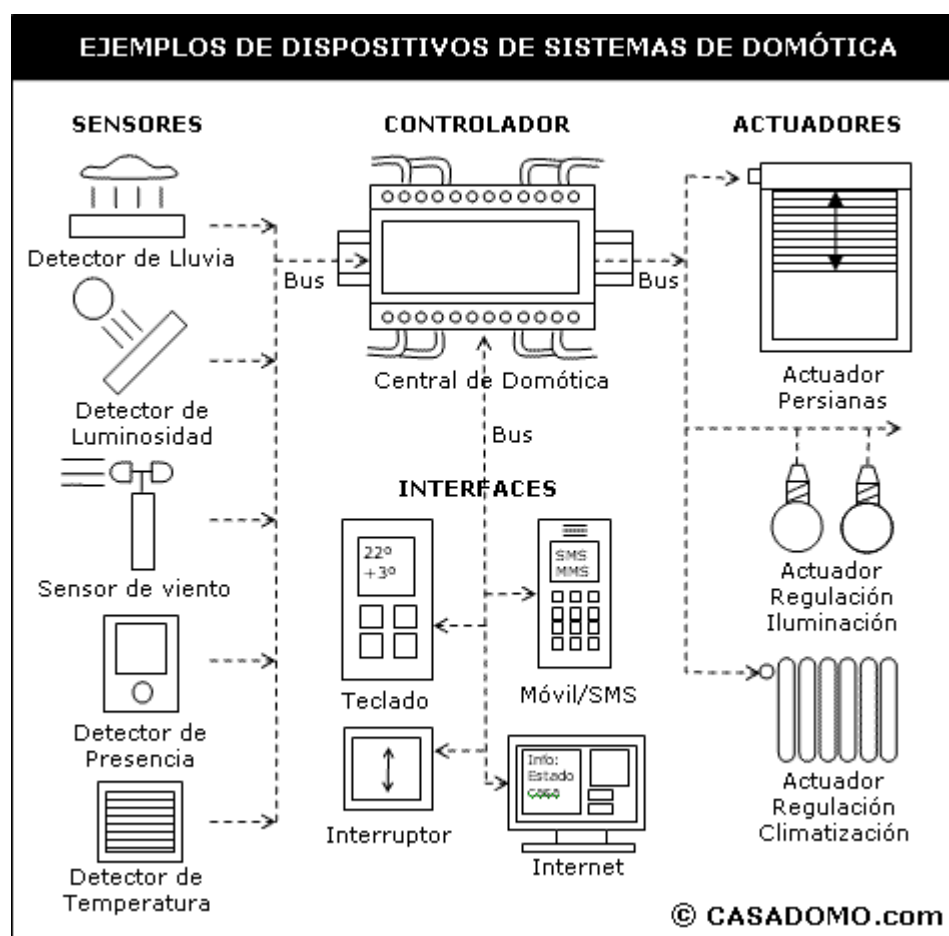 EJEMPLOS DE DISPOSITIVOS DE SISTEMAS DE DOMÓTICA
SENSORES
Detector de Lluvia
Detector de
Luminosidad
Sensor de viento
Detector de
Presencia
Detector de
Temperatura
CONTROLADOR
Bus
Bus
Central de Domótica
Bus
INTERFACES
22º
+3º
Teclado
SMS
MMS
Móvil/SMS
Interruptor
Info:
Estado
casa
Internet
ACTUADORES
Actuador
Persianas
Actuador
Regulación
Iluminación
Actuador
Regulación
Climatización
© CASADOMO.com